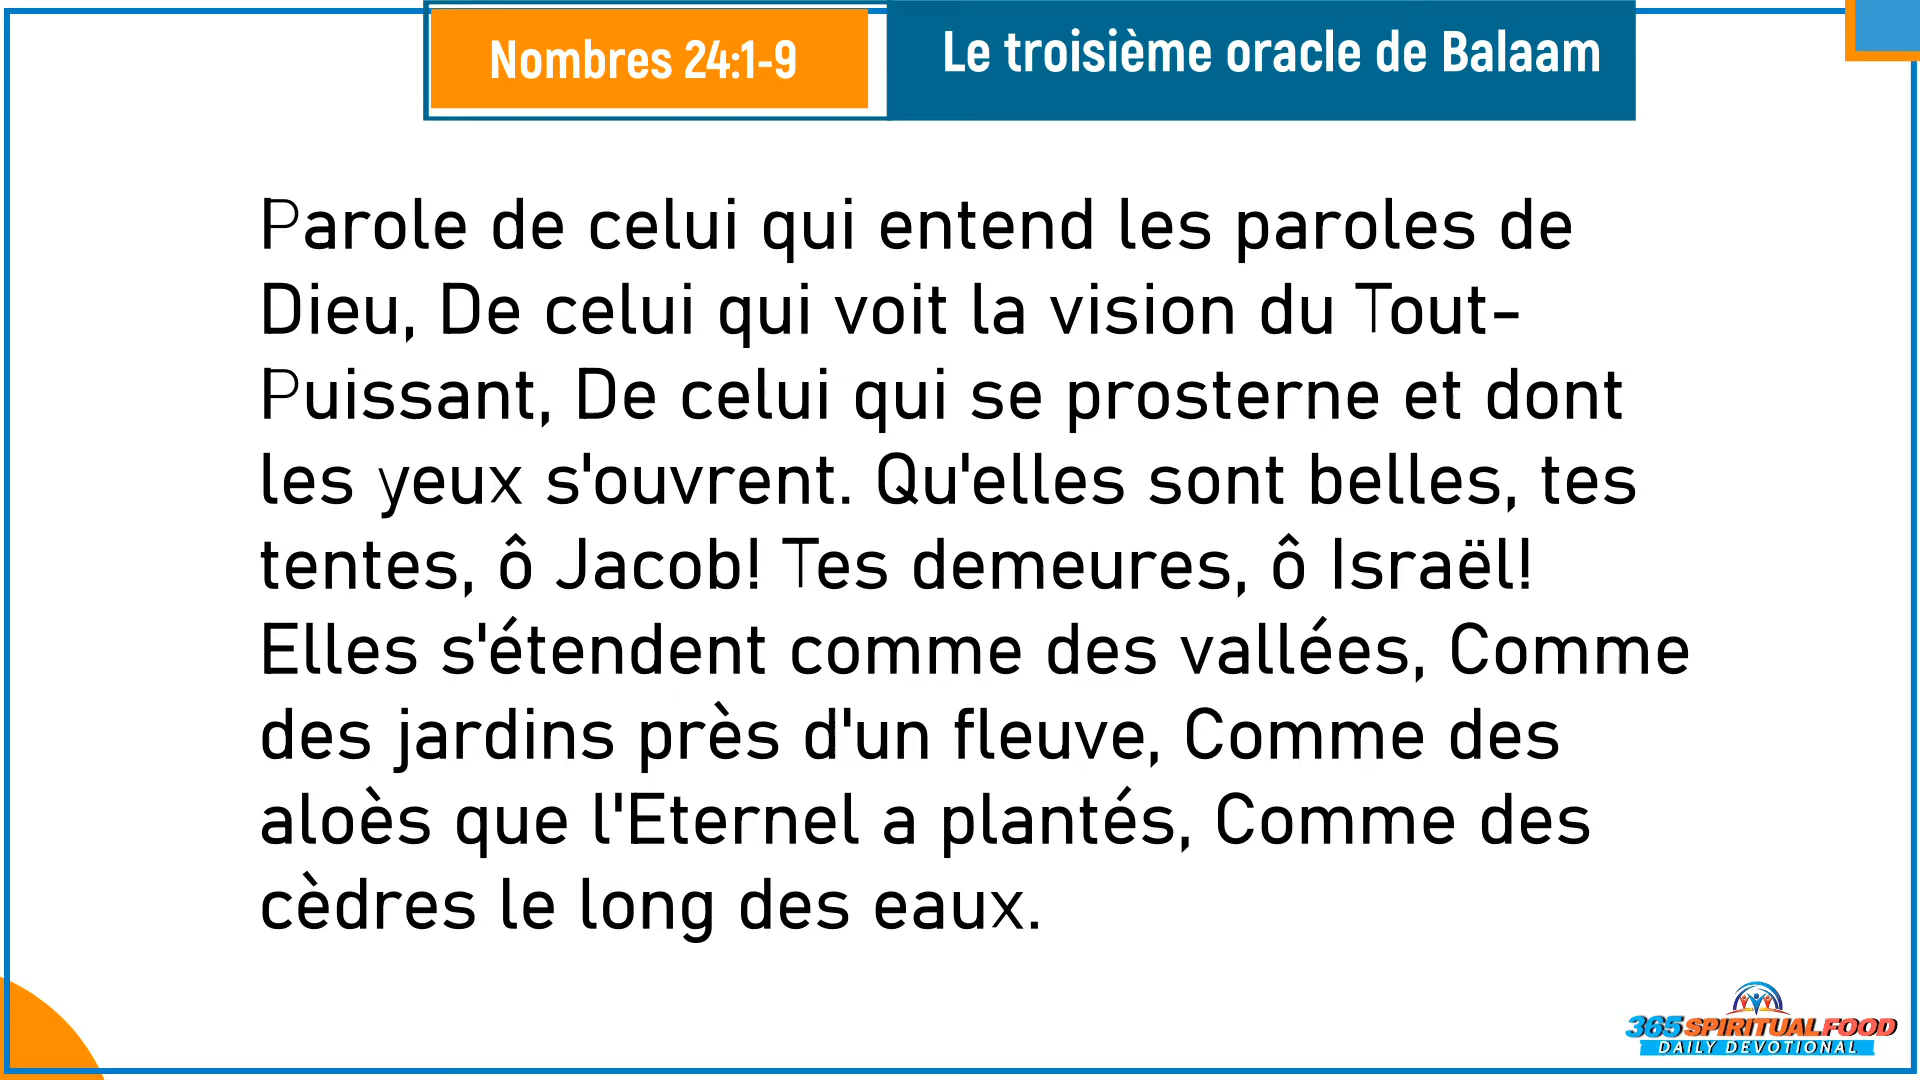 Nombres 24:1-9
Le troisième oracle de Balaam
Parole de celui qui entend les paroles de
Dieu, De celui qui voit la vision du Tout-
Puissant, De celui qui se prosterne et dont
les yeux s'ouvrent. Qu'elles sont belles, tes
tentes, ô Jacob! Tes demeures, ô Israël!
Elles s'étendent comme des vallées, Comme
des jardins près d'un fleuve, Comme des
aloès que l'Eternel a plantés, Comme des
cèdres le long des eaux.
365 SPIRITUAL FOOD
DAILY DEVOTIONAL